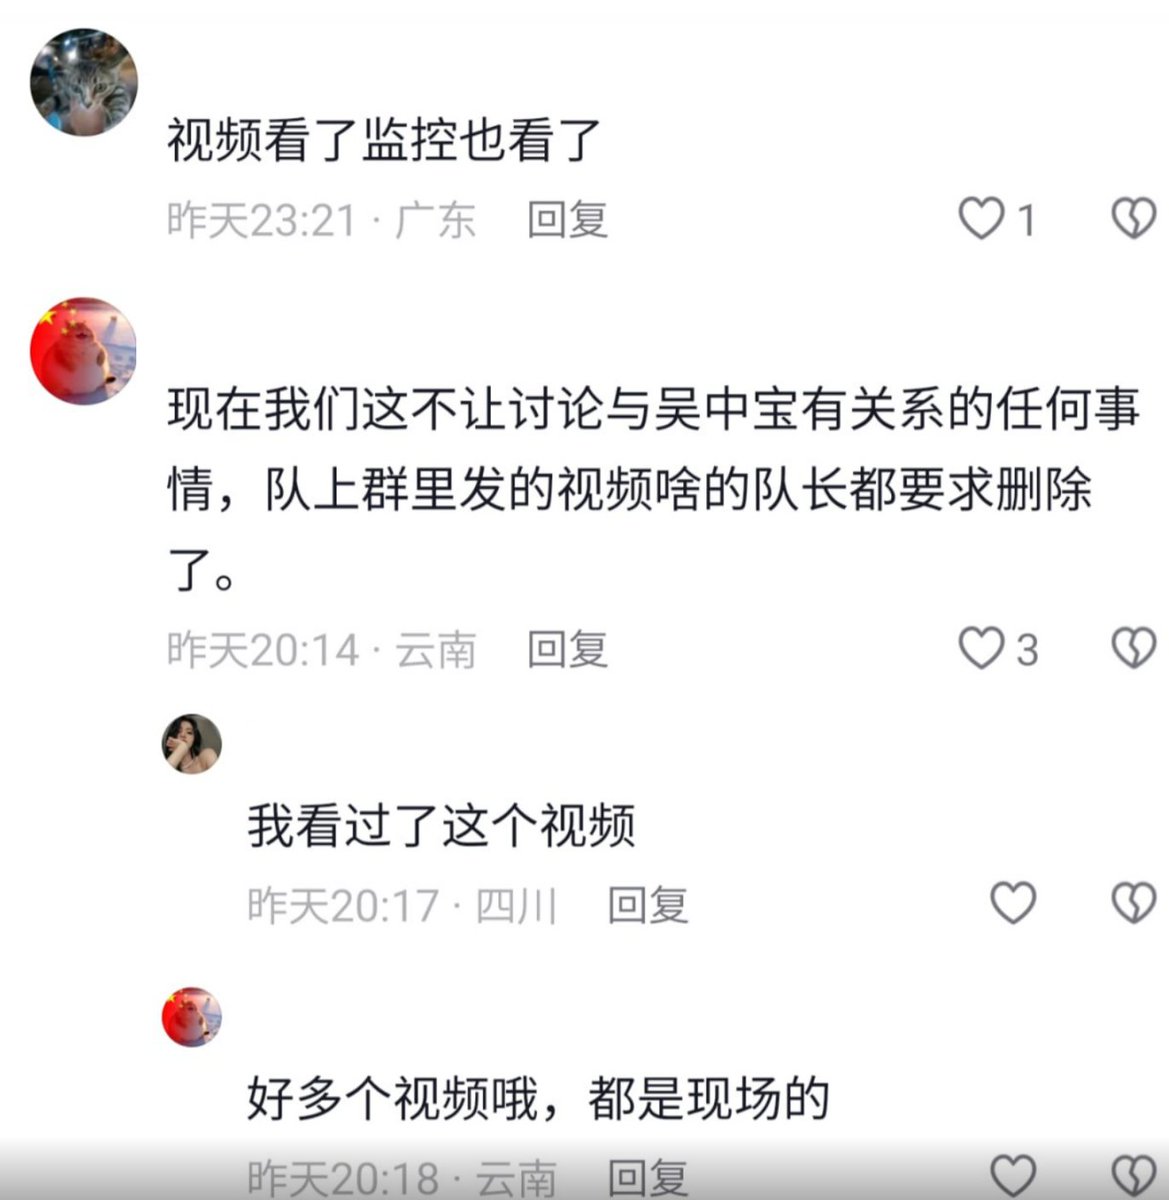 视频看了监控也看了
昨天23:21 · 广东 回复 1
现在我们这不让讨论与吴中宝有关系的任何事
情，队上群里发的视频啥的队长都要求删除
了。
昨天20:14 · 云南 回复 3
我看过了这个视频
昨天20:17 · 四川 回复
好多个视频哦，都是现场的
昨天20:18 · 云南 回复